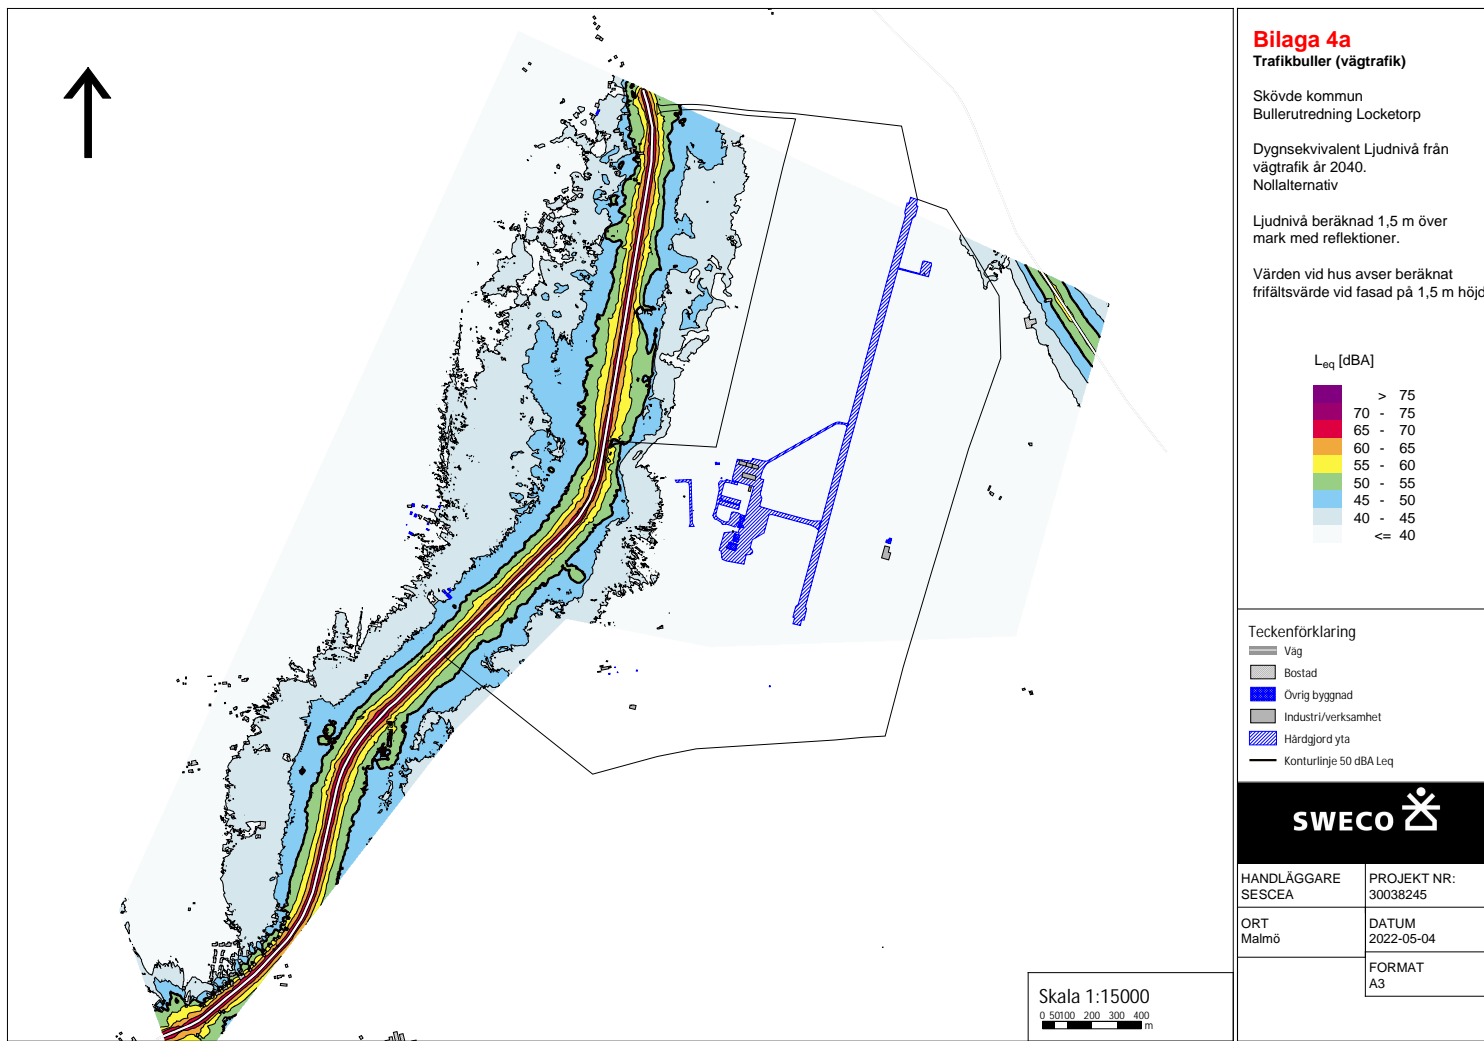 Bilaga 4a
Trafikbuller (vägtrafik)
Skövde kommun
Bullerutredning Locketorp
Dygnsekvivalent Ljudnivå från
vägtrafik år 2040.
Nollalternativ
Ljudnivå beräknad 1,5 m över
mark med reflektioner.
Värden vid hus avser beräknat
frifältsvärde vid fasad på 1,5 m höjd
Leq [dBA]
> 75
70 - 75
65 - 70
60 - 65
55 - 60
50 - 55
45 - 50
40 - 45
<= 40
Teckenförklaring
Väg
Bostad
Övrig byggnad
Industri/verksamhet
Hårdgjord yta
Konturlinje 50 dBA Leq
SWECO
HANDLÄGGARE
SESCEA
PROJEKT NR:
30038245
ORT
Malmö
DATUM
2022-05-04
FORMAT
A3
Skala 1:15000
0 50100 200 300 400
m